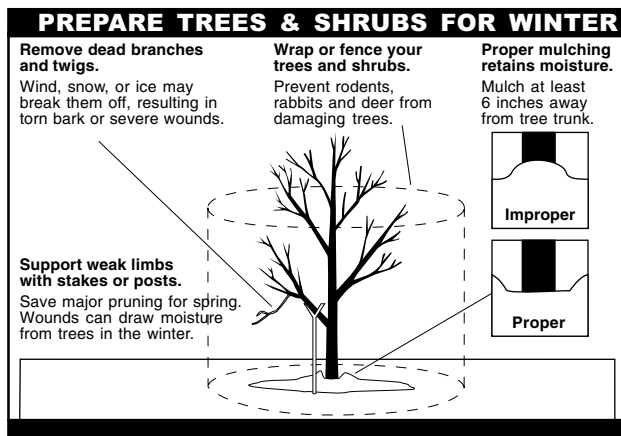 PREPARE TREES & SHRUBS FOR WINTER
Remove dead branches
and twigs.
Wind, snow, or ice may
break them off, resulting in
torn bark or severe wounds.
Wrap or fence your
trees and shrubs.
Prevent rodents,
rabbits and deer from
damaging trees.
Proper mulching
retains moisture.
Mulch at least
6 inches away
from tree trunk.
Improper
Proper
Support weak limbs
with stakes or posts.
Save major pruning for spring.
Wounds can draw moisture
from trees in the winter.